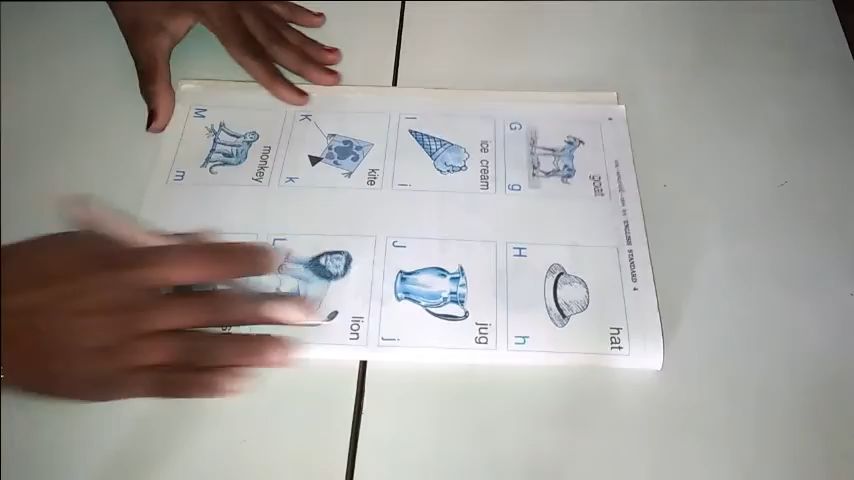 ENGLISH STANDARD 4
G g
goat
H h
hat
I i
ice cream
J j
jug
K k
kite
L
lion
M m
monkey